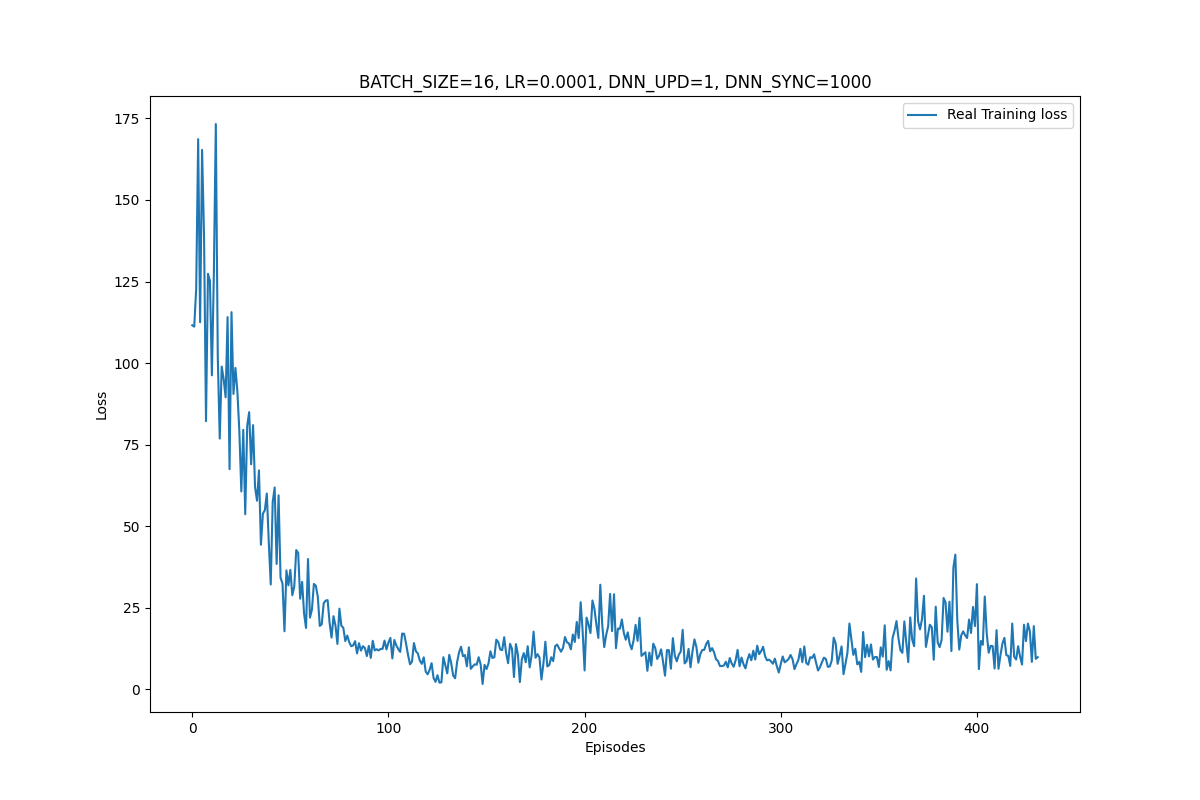 BATCH_SIZE=16, LR=0.0001, DNN_UPD=1, DNN_SYNC=1000
Real Training loss
175
150
125
100
75
50
25
0
Loss
0 100 200 300 400
Episodes